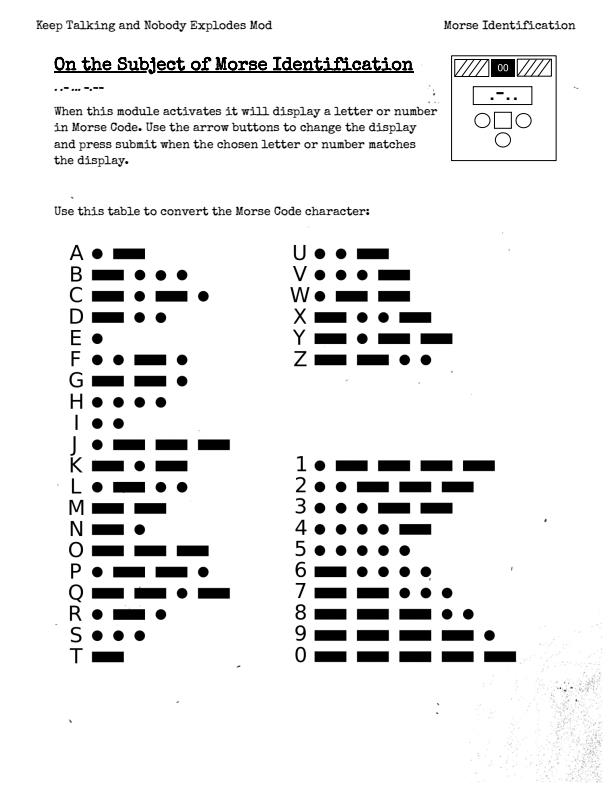 Keep Talking and Nobody Explodes Mod
Morse Identification
On the Subject of Morse Identification
..-... -.--
When this module activates it will display a letter or number
in Morse Code. Use the arrow buttons to change the display
and press submit when the chosen letter or number matches
the display.
00
.-..
Use this table to convert the Morse Code character:
A
B
C
D
E
F
G
H
I
J
K
L
M
N
O
P
Q
R
S
T
U
V
W
X
Y
Z
1
2
3
4
5
6
7
8
9
0